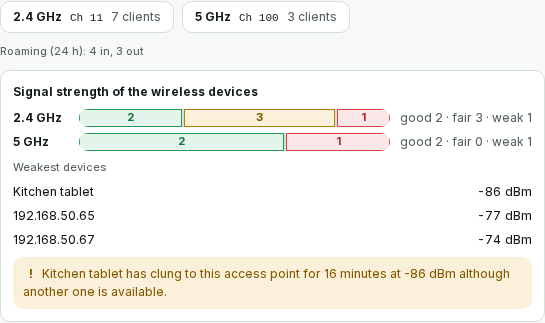 2.4 GHz Ch 11 7 clients 5 GHz Ch 100 3 clients
Roaming (24 h): 4 in, 3 out
Signal strength of the wireless devices
2.4 GHz 2 3 1 good 2 · fair 3 · weak 1
5 GHz 2 1 good 2 · fair 0 · weak 1
Weakest devices
Kitchen tablet -86 dBm
192.168.50.65 -77 dBm
192.168.50.67 -74 dBm
! Kitchen tablet has clung to this access point for 16 minutes at -86 dBm although
another one is available.